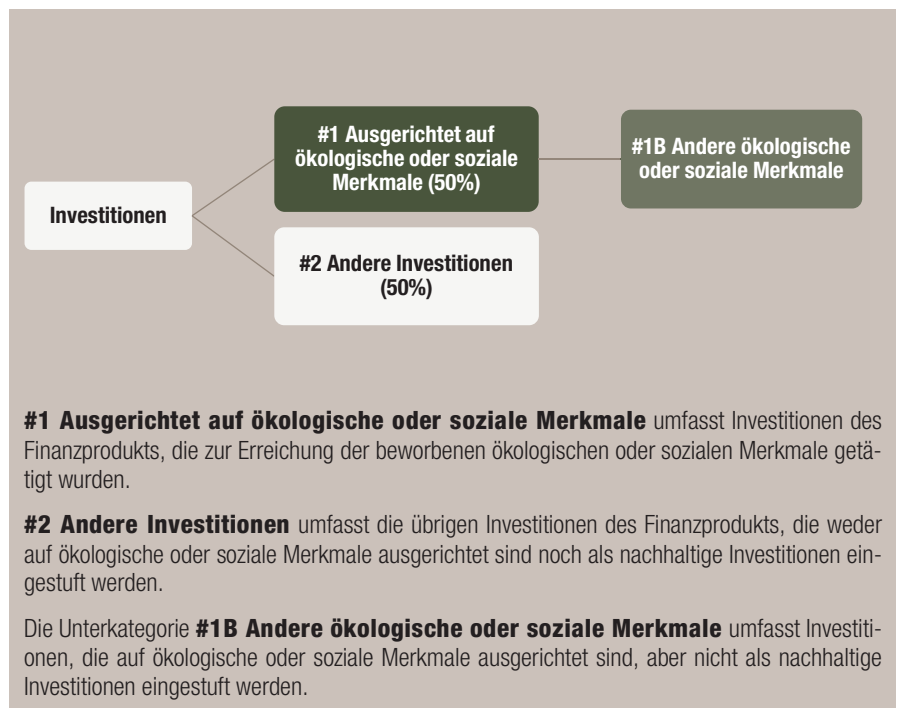 #1 Ausgerichtet auf
ökologische oder soziale
Merkmale (50%)
#1B Andere ökologische
oder soziale Merkmale
Investitionen
#2 Andere Investitionen
(50%)
#1 Ausgerichtet auf ökologische oder soziale Merkmale umfasst Investitionen des
Finanzprodukts, die zur Erreichung der beworbenen ökologischen oder sozialen Merkmale getä-
tigt wurden.
#2 Andere Investitionen umfasst die übrigen Investitionen des Finanzprodukts, die weder
auf ökologische oder soziale Merkmale ausgerichtet sind noch als nachhaltige Investitionen ein-
gestuft werden.
Die Unterkategorie #1B Andere ökologische oder soziale Merkmale umfasst Investiti-
onen, die auf ökologische oder soziale Merkmale ausgerichtet sind, aber nicht als nachhaltige
Investitionen eingestuft werden.